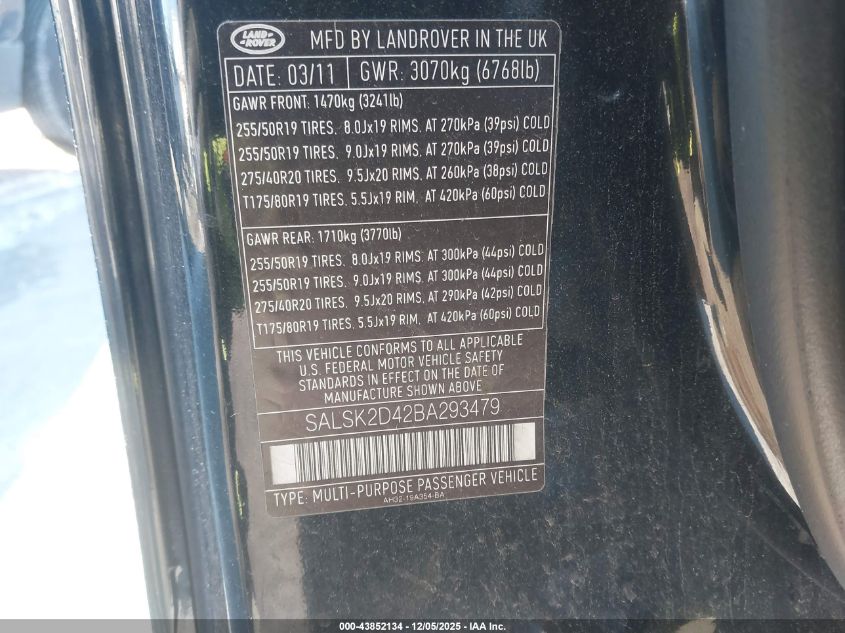 LAND
ROVER
MFD BY LANDROVER IN THE UK
DATE: 03/11 GWR: 3070kg (6768lb)
GAWR FRONT: 1470kg (3241lb)
255/50R19 TIRES. 8.0Jx19 RIMS. AT 270kPa (39psi) COLD
255/50R19 TIRES. 9.0Jx19 RIMS. AT 270kPa (39psi) COLD
275/40R20 TIRES. 9.5Jx20 RIMS. AT 260kPa (38psi) COLD
T175/80R19 TIRES. 5.5Jx19 RIM. AT 420kPa (60psi) COLD
GAWR REAR: 1710kg (3770lb)
255/50R19 TIRES. 8.0Jx19 RIMS. AT 300kPa (44psi) COLD
255/50R19 TIRES. 9.0Jx19 RIMS. AT 300kPa (44psi) COLD
275/40R20 TIRES. 9.5Jx20 RIMS. AT 290kPa (42psi) COLD
T175/80R19 TIRES. 5.5Jx19 RIM. AT 420kPa (60psi) COLD
THIS VEHICLE CONFORMS TO ALL APPLICABLE
U.S. FEDERAL MOTOR VEHICLE SAFETY
STANDARDS IN EFFECT ON THE DATE OF
MANUFACTURE SHOWN ABOVE
SALSK2D42BA293479
TYPE: MULTI-PURPOSE PASSENGER VEHICLE
AH32-19A354-BA
000-43852134 - 12/05/2025 - IAA Inc.